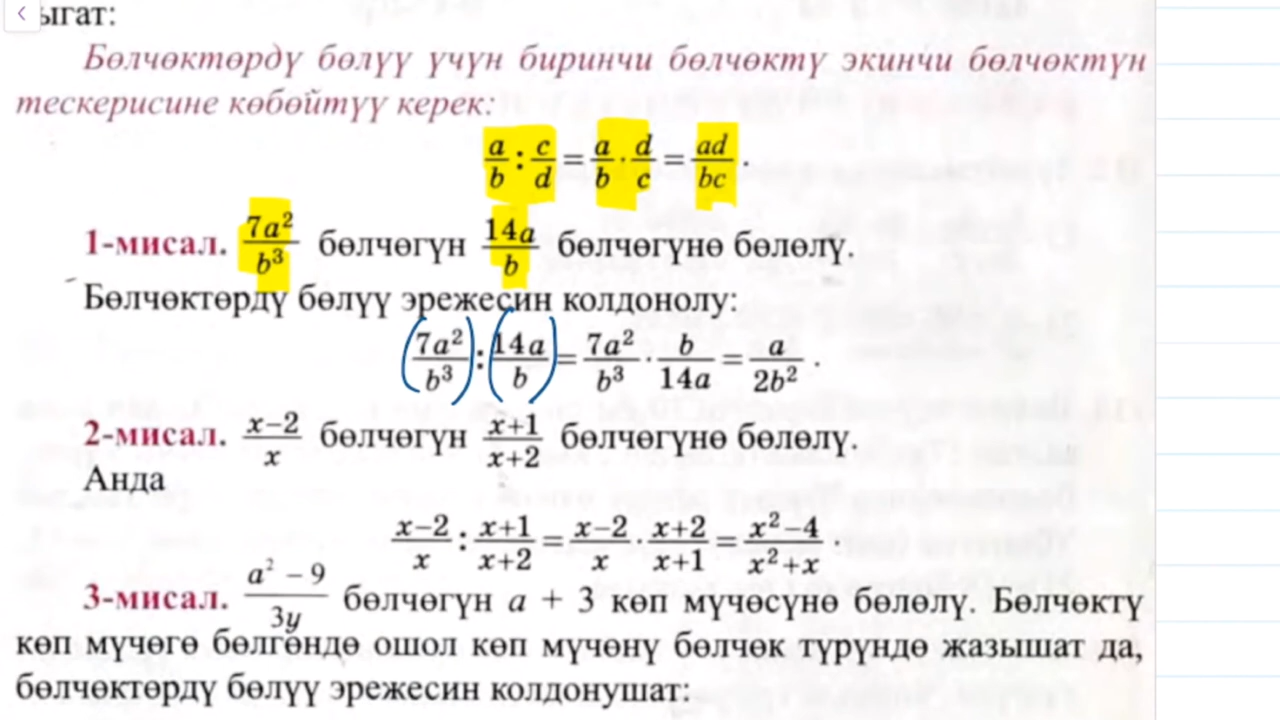 ыгат:
Бөлчөктөрдү бөлүү үчүн биринчи бөлчөктү экинчи бөлчөктүн
тескерисине көбөйтүү керек:
a/b : c/d = a/b · d/c = ad/bc .
1-мисал. 7a²/b³ бөлчөгүн 14a/b бөлчөгүнө бөлөлү.
Бөлчөктөрдү бөлүү эрежесин колдонолу:
(7a²/b³) : (14a/b) = 7a²/b³ · b/14a = a/2b² .
2-мисал. x−2/x бөлчөгүн x+1/x+2 бөлчөгүнө бөлөлү.
Анда
x−2/x : x+1/x+2 = x−2/x · x+2/x+1 = x²−4/x²+x .
3-мисал. a² − 9/3y бөлчөгүн a + 3 көп мүчөсүнө бөлөлү. Бөлчөктү
көп мүчөгө бөлгөндө ошол көп мүчөнү бөлчөк түрүндө жазышат да,
бөлчөктөрдү бөлүү эрежесин колдонушат: